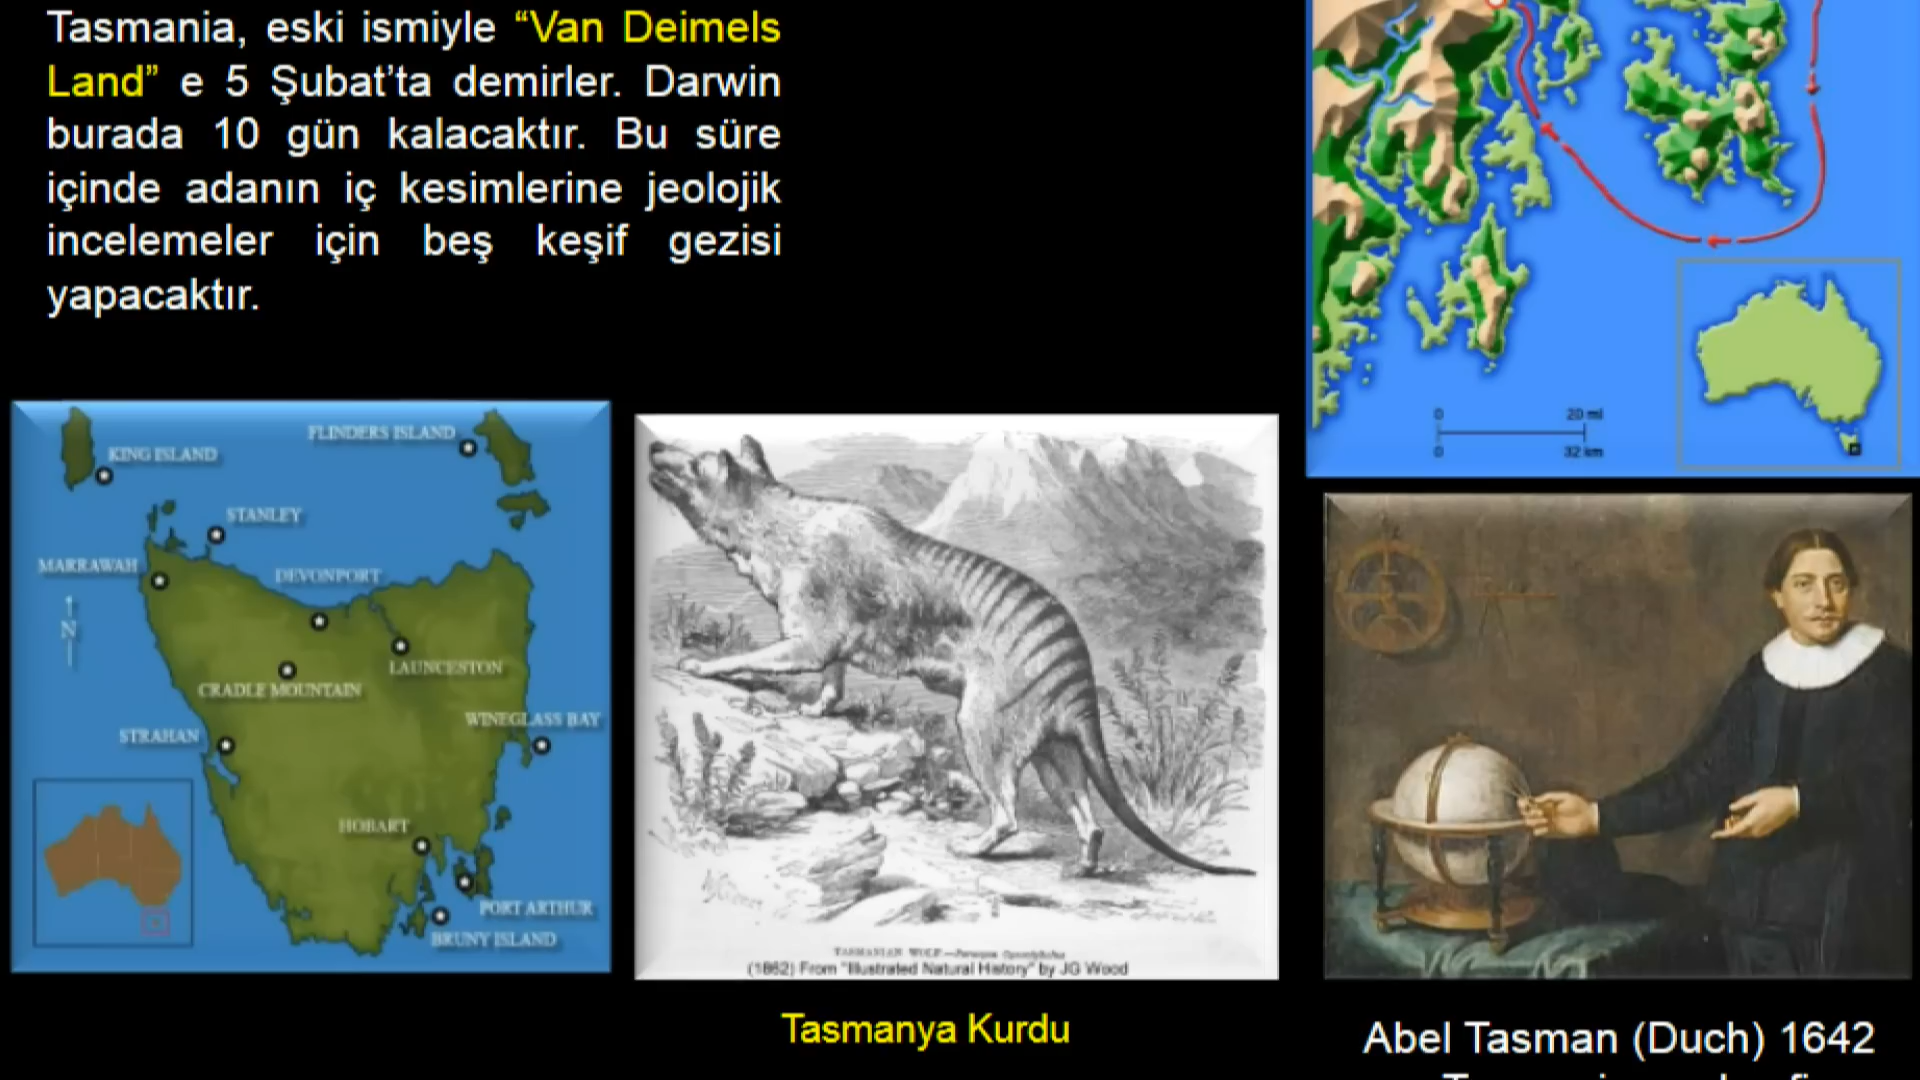 Tasmania, eski ismiyle “Van Deimels
Land” e 5 Şubat’ta demirler. Darwin
burada 10 gün kalacaktır. Bu süre
içinde adanın iç kesimlerine jeolojik
incelemeler için beş keşif gezisi
yapacaktır.
0 20 mi
0 32 km
KING ISLAND
FLINDERS ISLAND
STANLEY
MARRAWAH
DEVONPORT
N
LAUNCESTON
CRADLE MOUNTAIN
WINEGLASS BAY
STRAHAN
HOBART
PORT ARTHUR
BRUNY ISLAND
TASMANIAN WOLF
(1862) From "Illustrated Natural History" by JG Wood
Tasmanya Kurdu
Abel Tasman (Duch) 1642